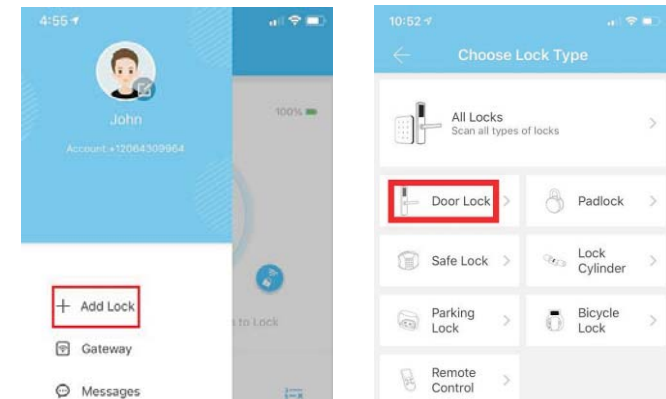 4:55
John
Account:+12064309964
100%
+ Add Lock
to Lock
Gateway
Messages
10:52
Choose Lock Type
All Locks
Scan all types of locks
Door Lock
Padlock
Safe Lock
Lock
Cylinder
Parking
Lock
Bicycle
Lock
Remote
Control